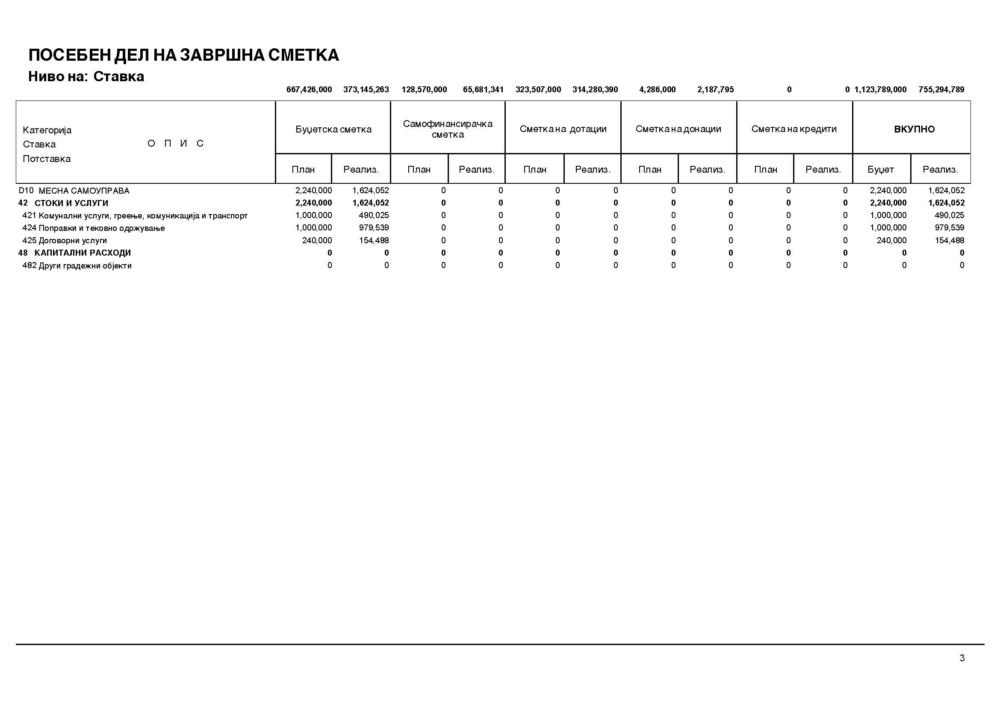 ПОСЕБЕН ДЕЛ НА ЗАВРШНА СМЕТКА
Ниво на: Ставка
667,426,000 373,145,263 128,570,000 65,681,341 323,507,000 314,280,390 4,286,000 2,187,795 0 0 1,123,789,000 755,294,789
Категорија
Ставка О П И С
Потставка
Буџетска сметка
Самофинансирачка
сметка
Сметка на дотации
Сметка на донации
Сметка на кредити
ВКУПНО
План Реализ. План Реализ. План Реализ. План Реализ. План Реализ. Буџет Реализ.
D10 МЕСНА САМОУПРАВА 2,240,000 1,624,052 0 0 0 0 0 0 0 0 2,240,000 1,624,052
42 СТОКИ И УСЛУГИ 2,240,000 1,624,052 0 0 0 0 0 0 0 0 2,240,000 1,624,052
421 Комунални услуги, греење, комуникација и транспорт 1,000,000 490,025 0 0 0 0 0 0 0 0 1,000,000 490,025
424 Поправки и тековно одржување 1,000,000 979,539 0 0 0 0 0 0 0 0 1,000,000 979,539
425 Договорни услуги 240,000 154,488 0 0 0 0 0 0 0 0 240,000 154,488
48 КАПИТАЛНИ РАСХОДИ 0 0 0 0 0 0 0 0 0 0 0 0
482 Други градежни објекти 0 0 0 0 0 0 0 0 0 0 0 0
3